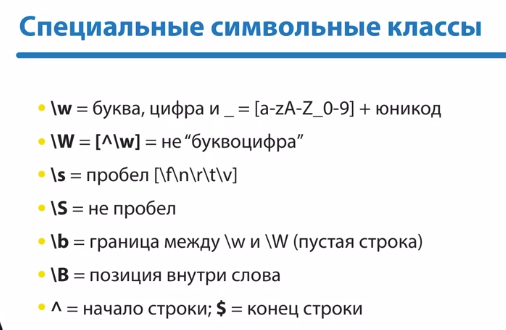 Специальные символьные классы
• \w = буква, цифра и _ = [a-zA-Z_0-9] + юникод
• \W = [^\w] = не “буквоцифра”
• \s = пробел [\f\n\r\t\v]
• \S = не пробел
• \b = граница между \w и \W (пустая строка)
• \B = позиция внутри слова
• ^ = начало строки; $ = конец строки